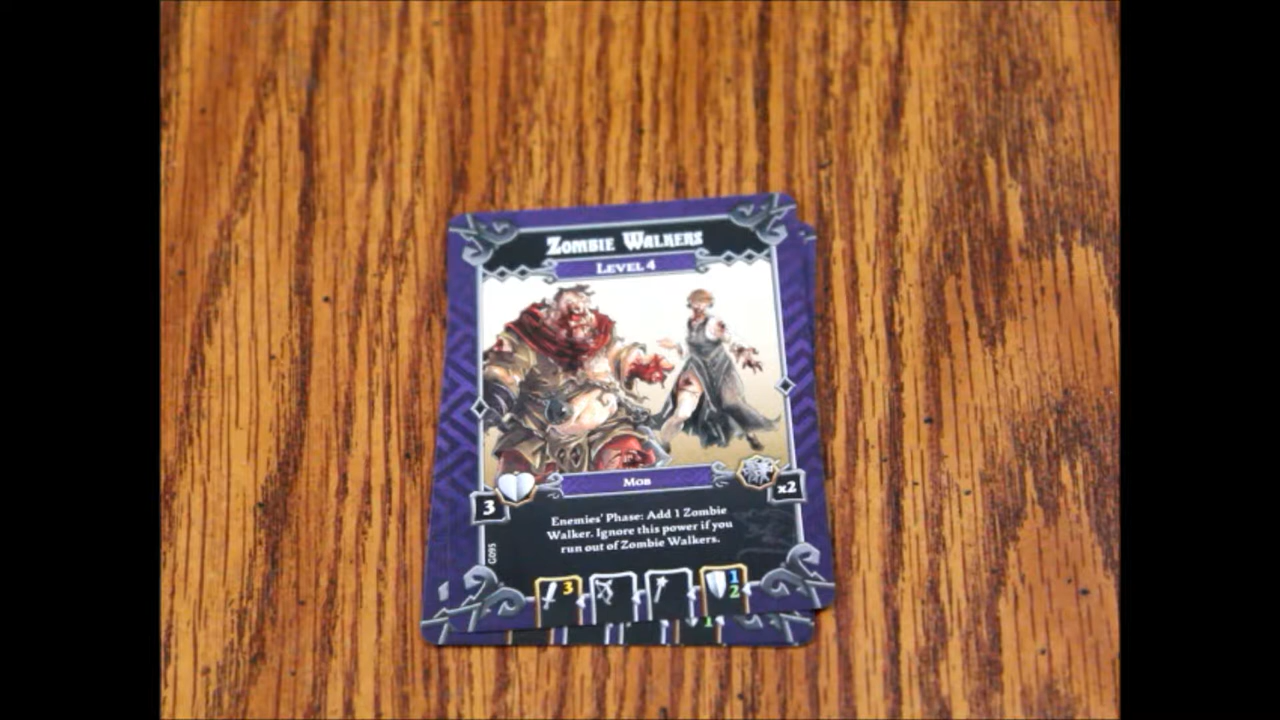 Zombie Walkers
Level 4
Mob
3
x2
Enemies' Phase: Add 1 Zombie
Walker. Ignore this power if you
run out of Zombie Walkers.
G095
3
1
2
1